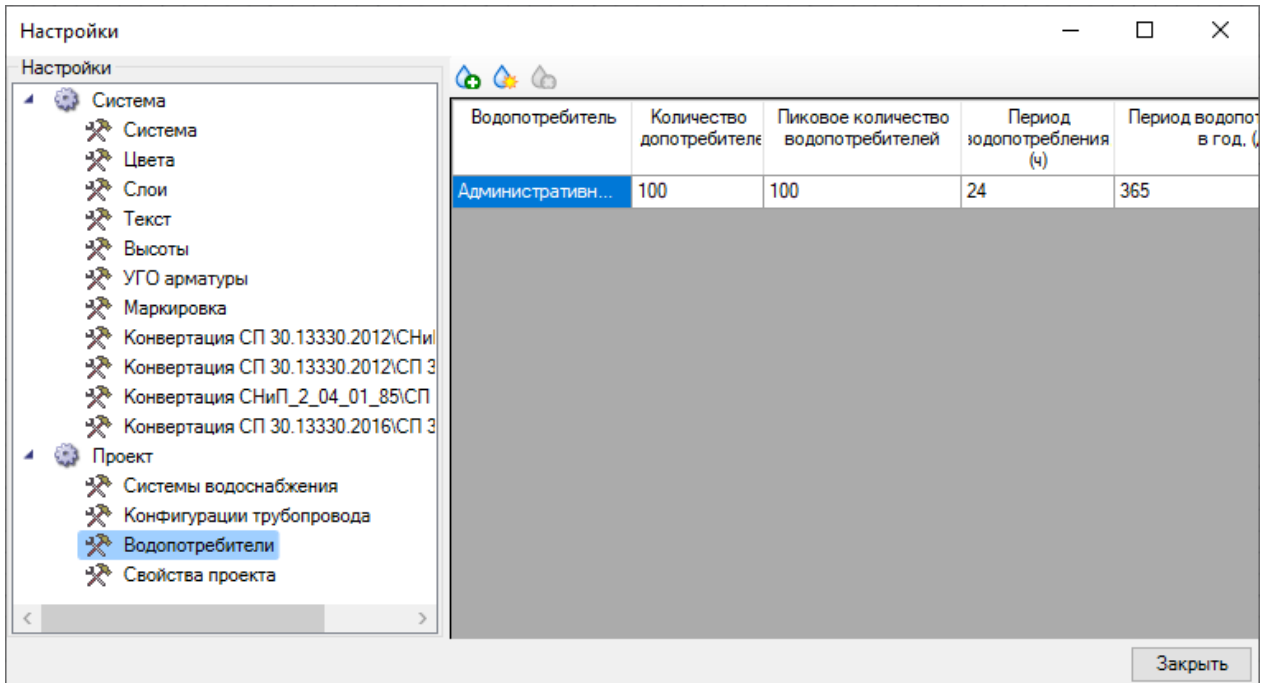 Настройки
Настройки
Система
Система
Цвета
Слои
Текст
Высоты
УГО арматуры
Маркировка
Конвертация СП 30.13330.2012\СНи
Конвертация СП 30.13330.2012\СП 3
Конвертация СНиП_2_04_01_85\СП
Конвертация СП 30.13330.2016\СП 3
Проект
Системы водоснабжения
Конфигурации трубопровода
Водопотребители
Свойства проекта
Водопотребитель
Количество
допотребителе
Пиковое количество
водопотребителей
Период
водопотребления
(ч)
Период водопот
в год, (
Административн...
100
100
24
365
Закрыть